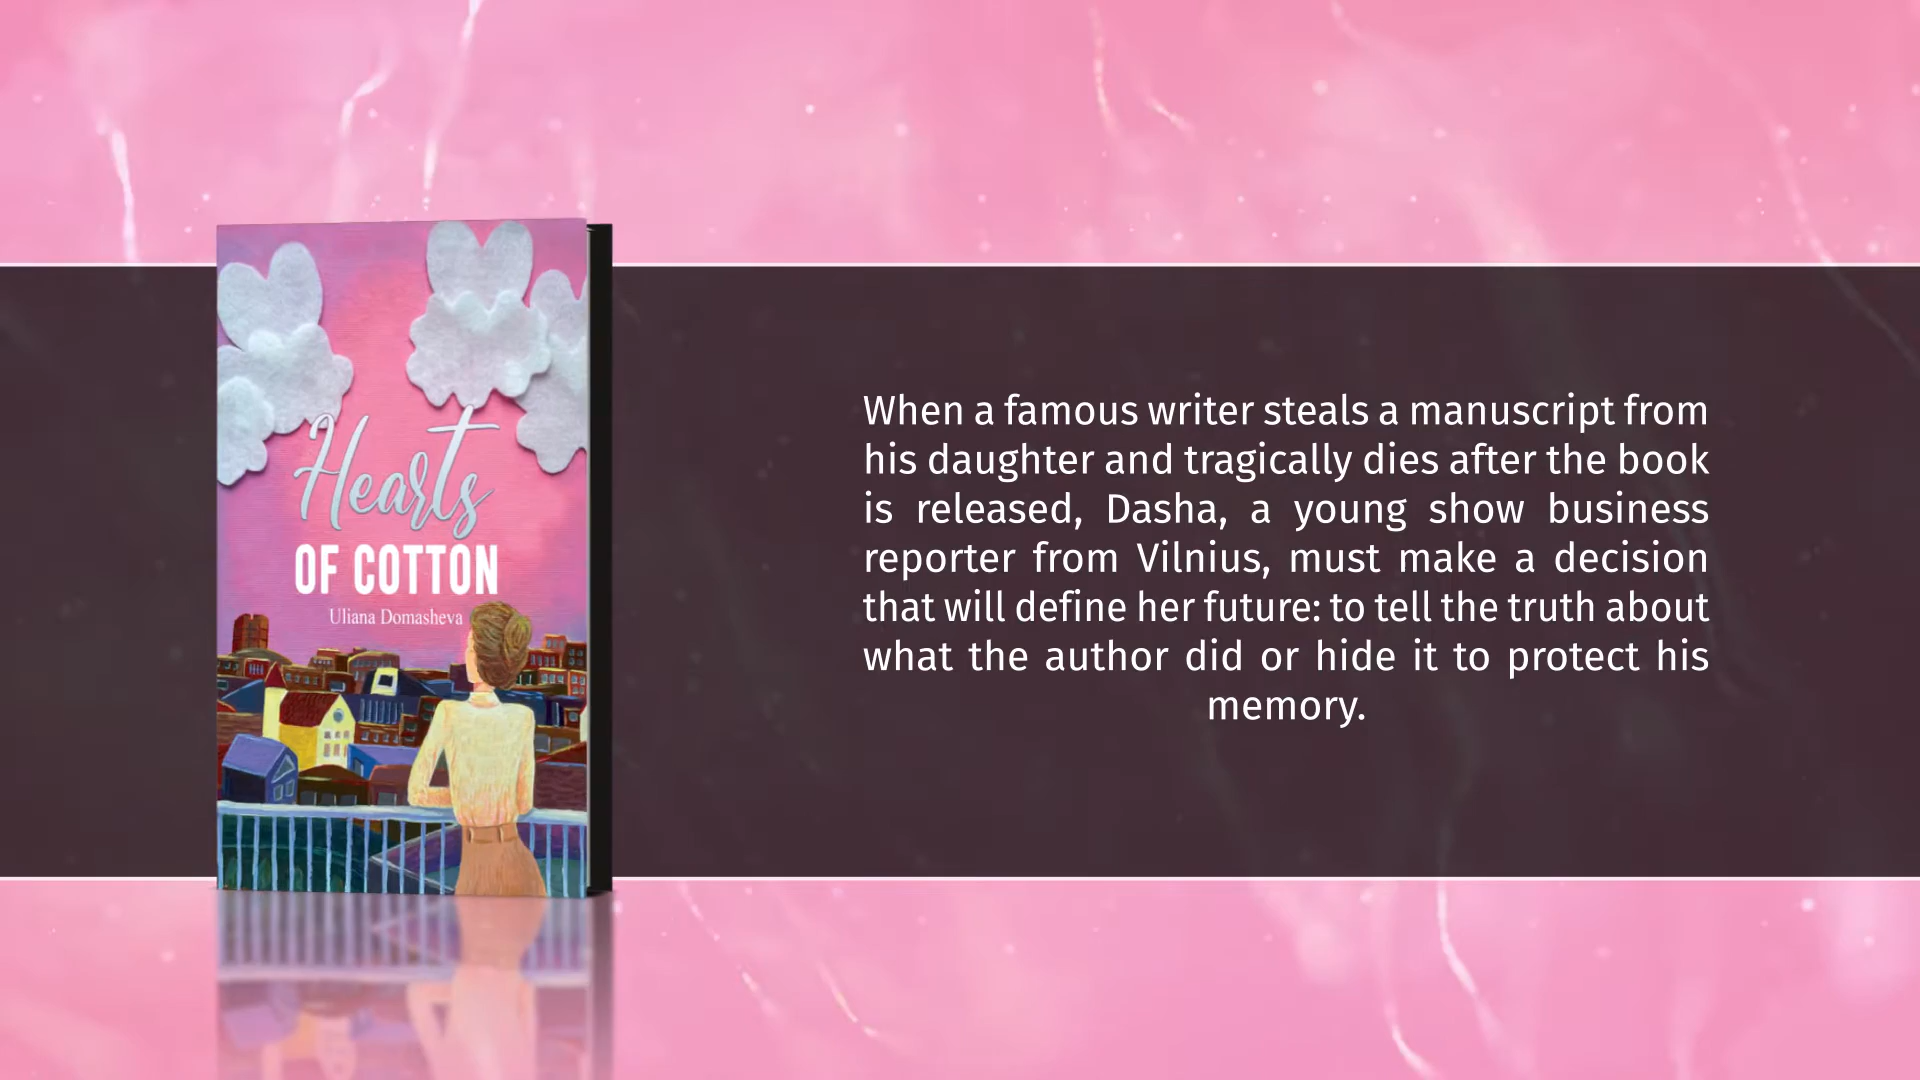 Hearts
OF COTTON
Uliana Domasheva
When a famous writer steals a manuscript from
his daughter and tragically dies after the book
is released, Dasha, a young show business
reporter from Vilnius, must make a decision
that will define her future: to tell the truth about
what the author did or hide it to protect his
memory.